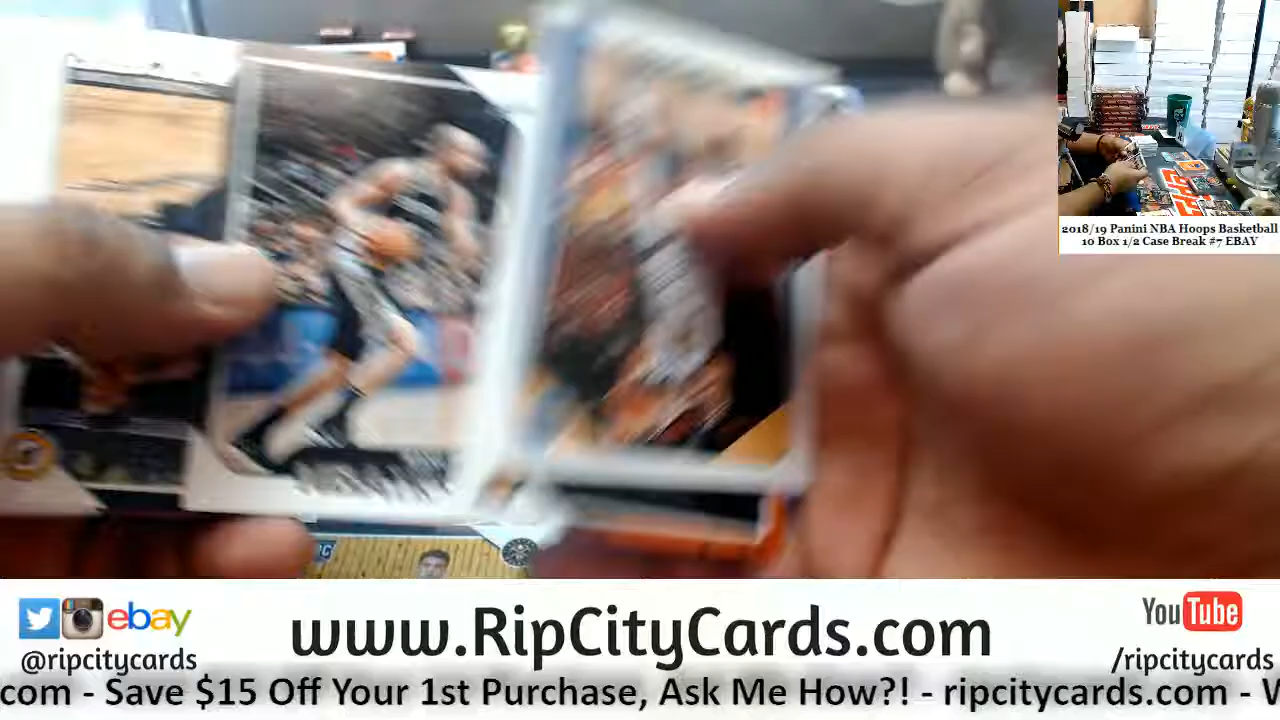 2018/19 Panini NBA Hoops Basketball
10 Box 1/2 Case Break #7 EBAY
ebay
@ripcitycards
www.RipCityCards.com
YouTube
/ripcitycards
com - Save $15 Off Your 1st Purchase, Ask Me How?! - ripcitycards.com - W